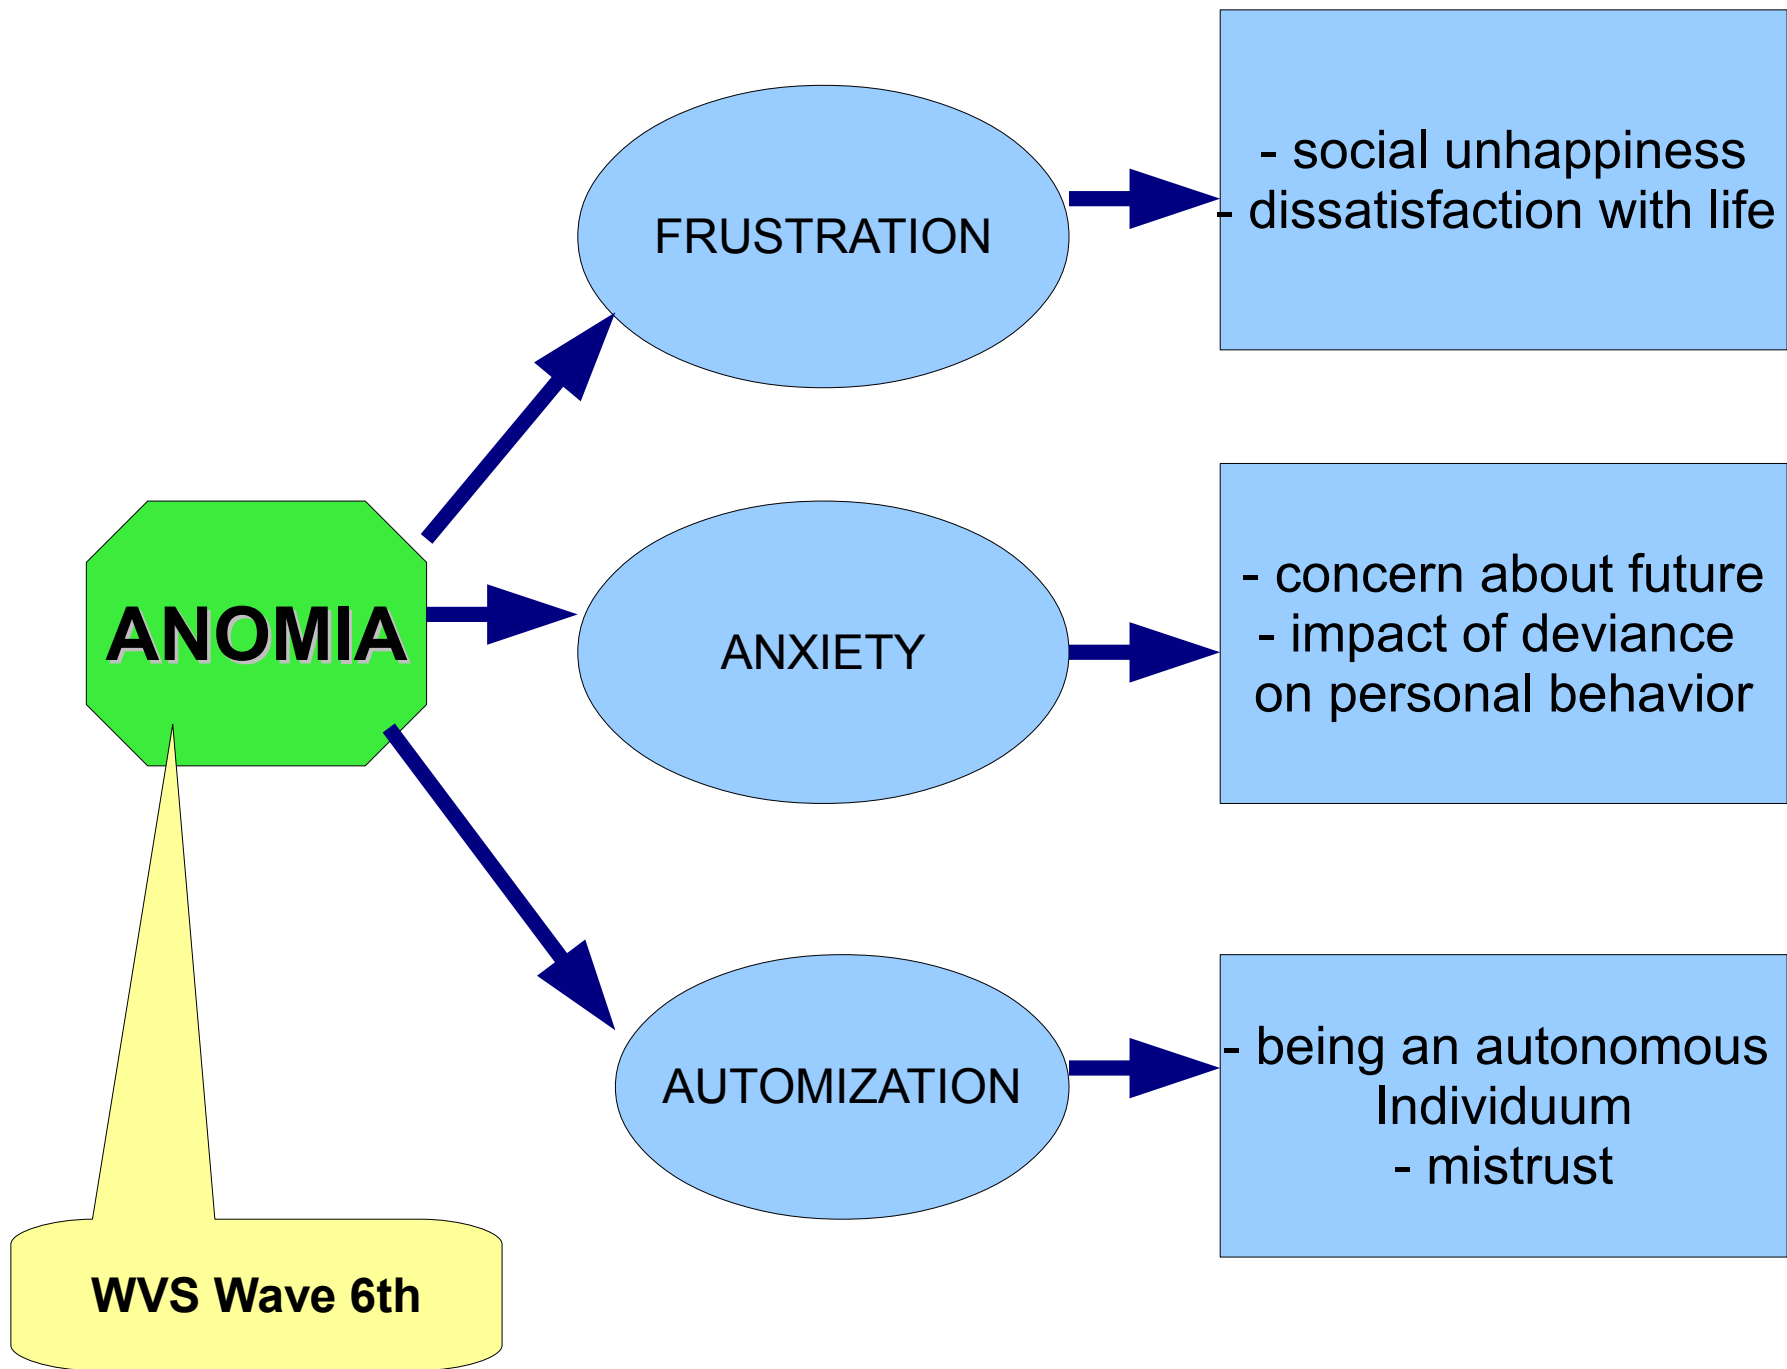 FRUSTRATION
- social unhappiness
- dissatisfaction with life
ANOMIA
ANXIETY
- concern about future
- impact of deviance
on personal behavior
AUTOMIZATION
- being an autonomous
Individuum
- mistrust
WVS Wave 6th